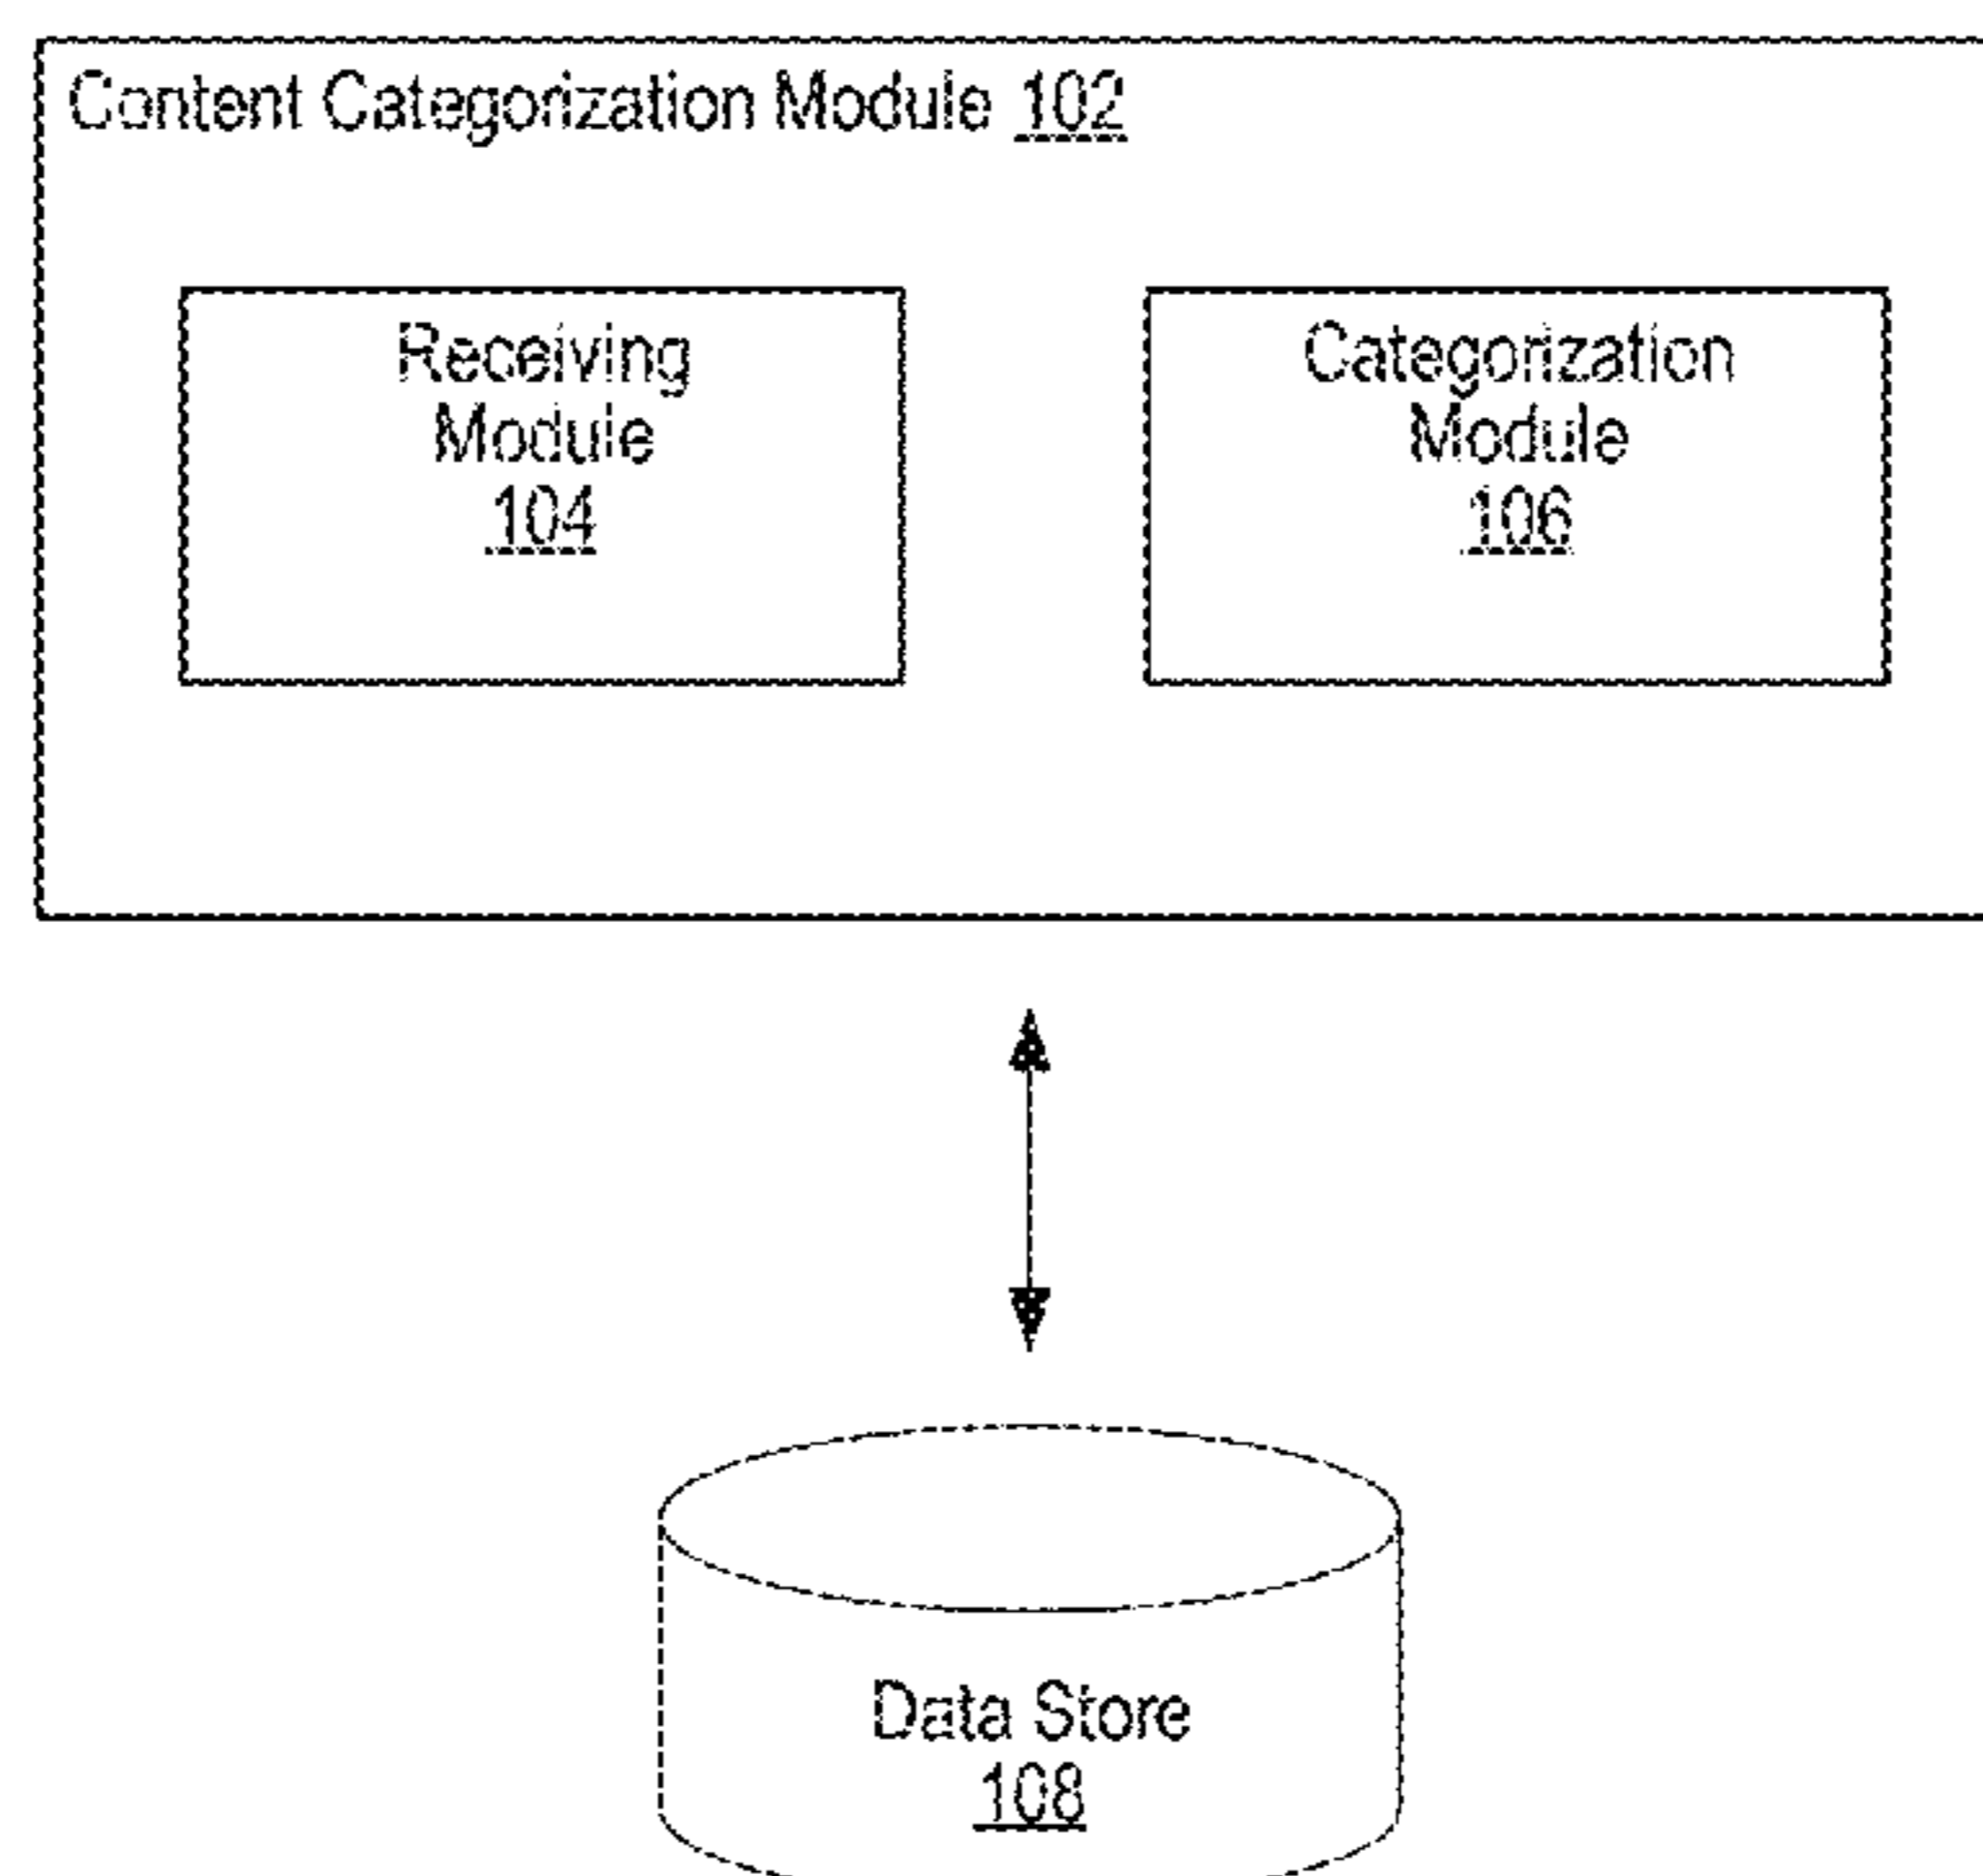 Content Categorization Module 102
Receiving
Module
104
Categorization
Module
106
Data Store
108